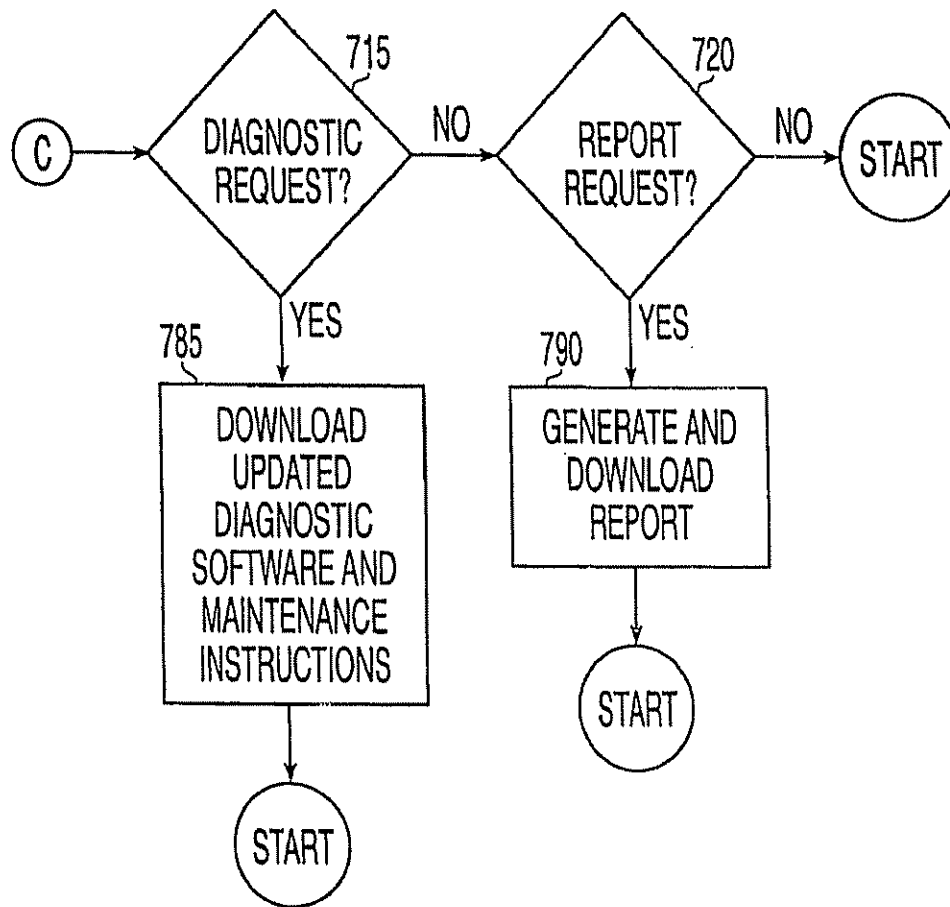 715
720
C
DIAGNOSTIC
REQUEST?
NO
REPORT
REQUEST?
NO
START
YES
YES
785
790
DOWNLOAD
UPDATED
DIAGNOSTIC
SOFTWARE AND
MAINTENANCE
INSTRUCTIONS
GENERATE AND
DOWNLOAD
REPORT
START
START